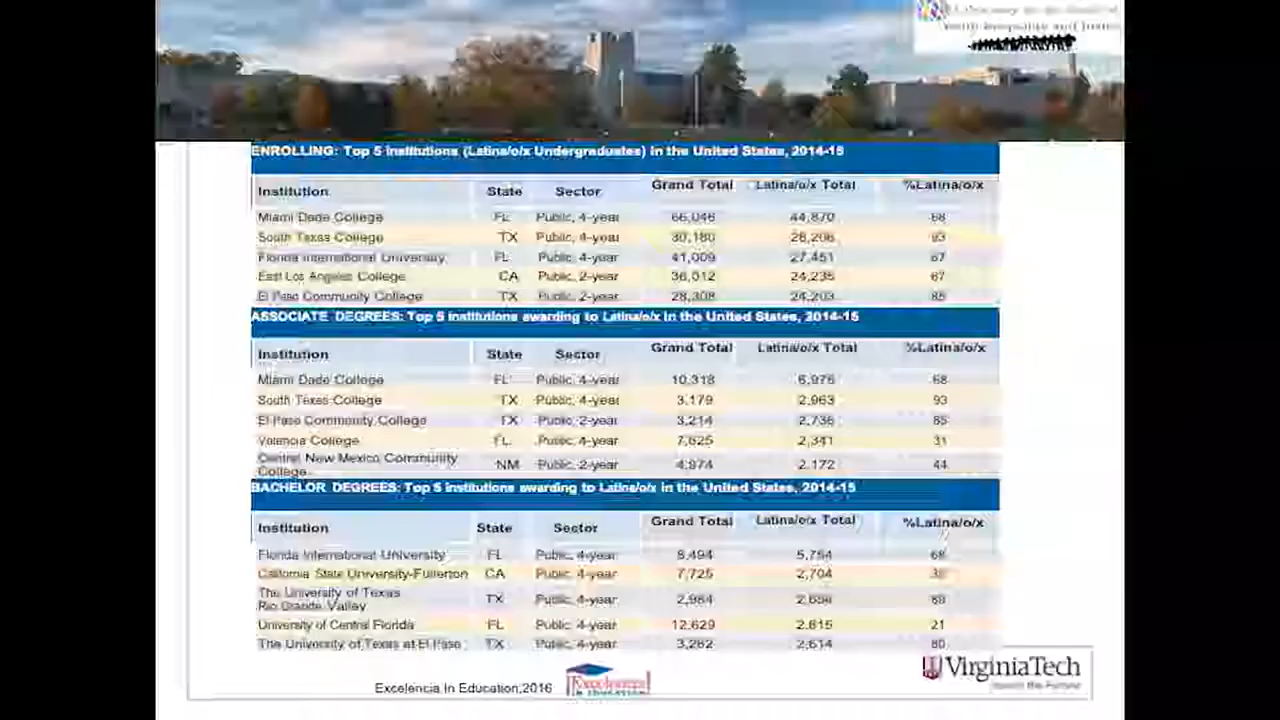 ENROLLING: Top 5 Institutions (Latina/o/x Undergraduates) in the United States, 2014-15
Institution State Sector Grand Total Latina/o/x Total %Latina/o/x
Miami Dade College FL Public, 4-year 66,046 44,870 68
South Texas College TX Public, 4-year 30,180 28,206 93
Florida International University FL Public, 4-year 41,009 27,451 67
East Los Angeles College CA Public, 2-year 36,012 24,235 67
El Paso Community College TX Public, 2-year 28,308 24,203 85
ASSOCIATE DEGREES: Top 5 institutions awarding to Latina/o/x in the United States, 2014-15
Institution State Sector Grand Total Latina/o/x Total %Latina/o/x
Miami Dade College FL Public, 4-year 10,318 6,976 68
South Texas College TX Public, 4-year 3,179 2,963 93
El Paso Community College TX Public, 2-year 3,214 2,736 85
Valencia College FL Public, 4-year 7,625 2,341 31
Central New Mexico Community
College NM Public, 2-year 4,974 2,172 44
BACHELOR DEGREES: Top 5 institutions awarding to Latina/o/x in the United States, 2014-15
Institution State Sector Grand Total Latina/o/x Total %Latina/o/x
Florida International University FL Public, 4-year 8,494 5,754 68
California State University-Fullerton CA Public, 4-year 7,725 2,704
The University of Texas
Rio Grande Valley TX Public, 4-year 2,984
University of Central Florida FL Public, 4-year 12,629 2,615 21
The University of Texas at El Paso TX Public, 4-year 3,262 2,614 80
Excelencia In Education,2016
VirginiaTech